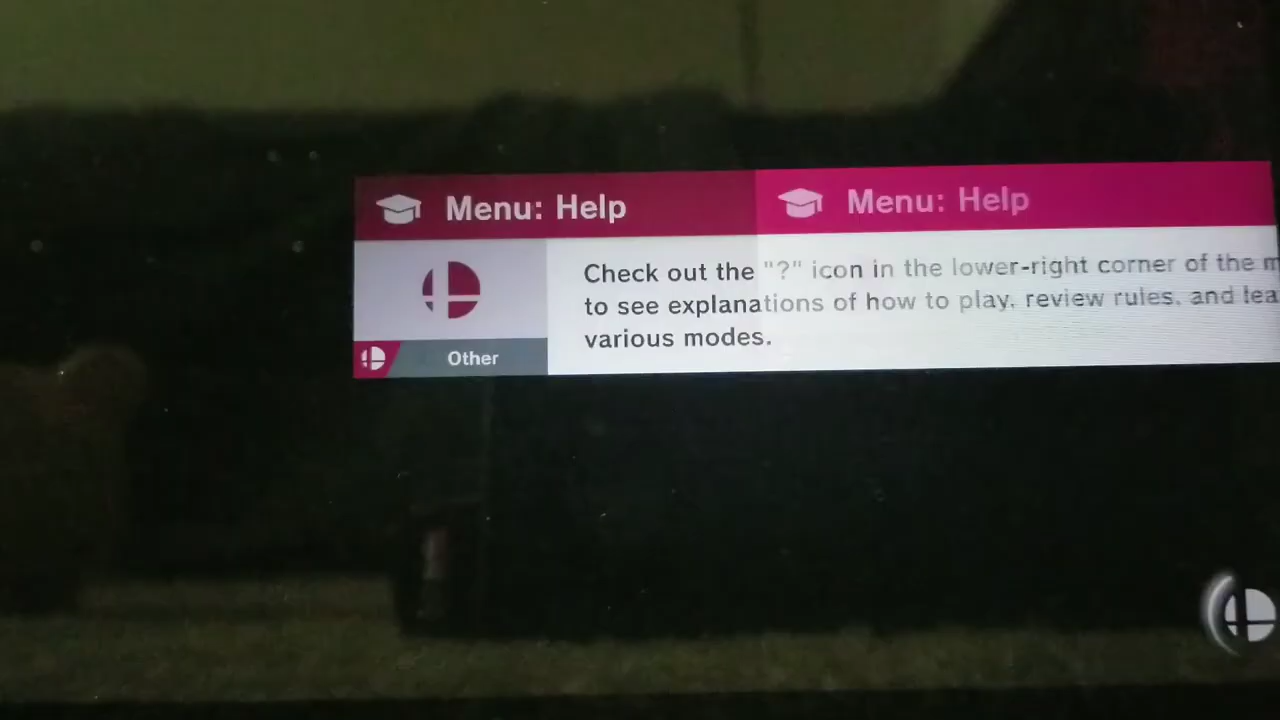 Menu: Help Menu: Help
Check out the "?" icon in the lower-right corner of the
to see explanations of how to play, review rules, and
various modes.
Other